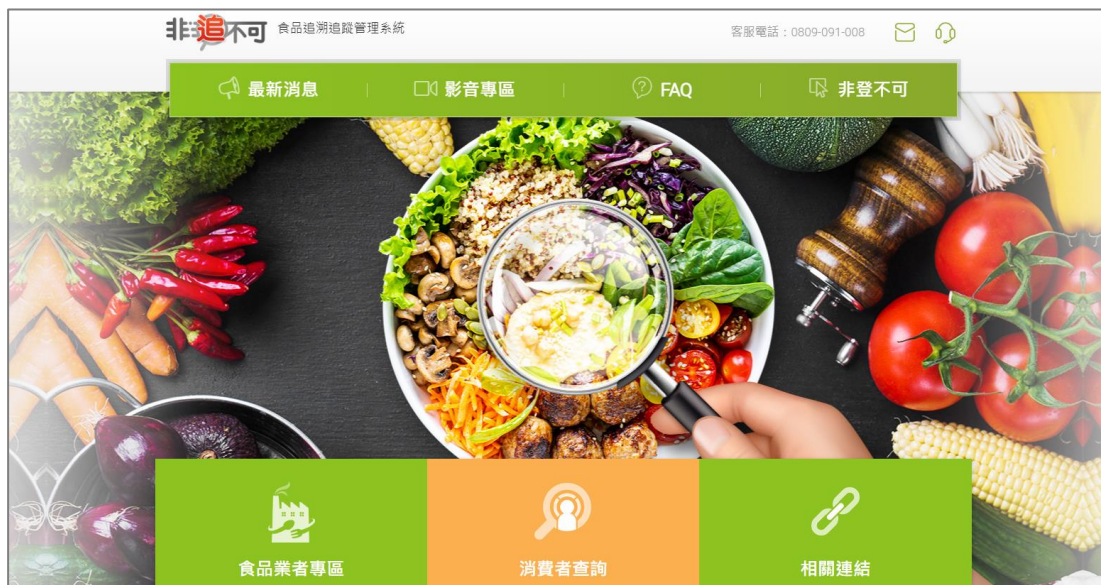 非追不可 食品追溯追蹤管理系統
客服電話：0809-091-008
最新消息
影音專區
FAQ
非登不可
食品業者專區
消費者查詢
相關連結